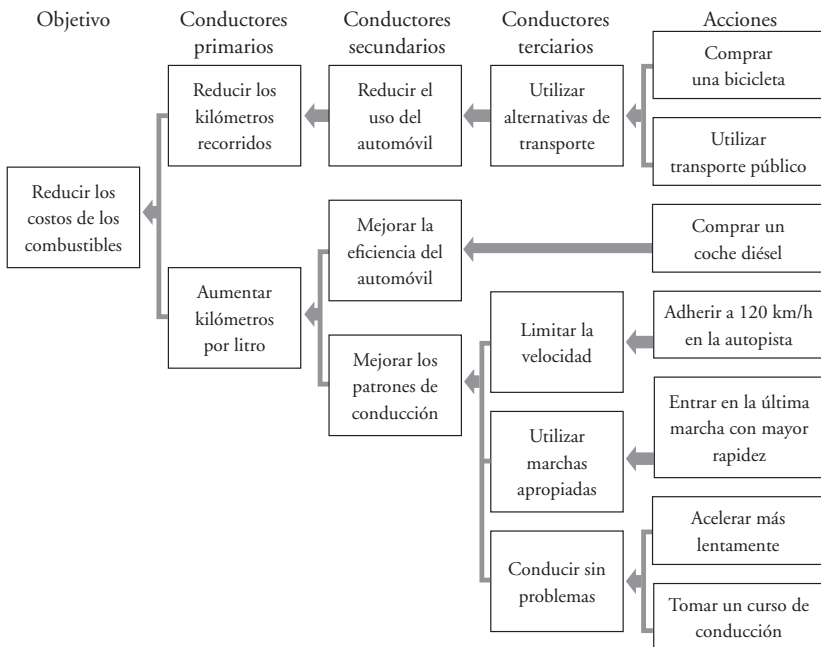 Objetivo
Conductores
primarios
Conductores
secundarios
Conductores
terciarios
Acciones
Reducir los
costos de los
combustibles
Reducir los
kilómetros
recorridos
Aumentar
kilómetros
por litro
Reducir el
uso del
automóvil
Mejorar la
eficiencia del
automóvil
Mejorar los
patrones de
conducción
Utilizar
alternativas de
transporte
Limitar la
velocidad
Utilizar
marchas
apropiadas
Conducir sin
problemas
Comprar
una bicicleta
Utilizar
transporte público
Comprar un
coche diésel
Adherir a 120 km/h
en la autopista
Entrar en la última
marcha con mayor
rapidez
Acelerar más
lentamente
Tomar un curso de
conducción